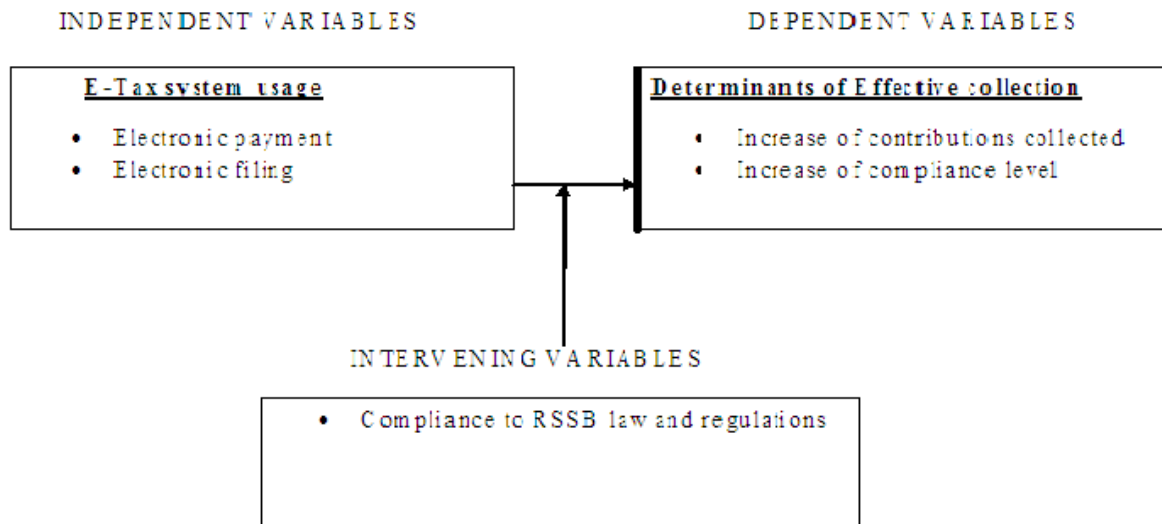 INDEPENDENT VARIABLES
DEPENDENT VARIABLES
E-Tax system usage
• Electronic payment
• Electronic filing
Determinants of Effective collection
• Increase of contributions collected
• Increase of compliance level
INTERVENING VARIABLES
• Compliance to RSSB law and regulations